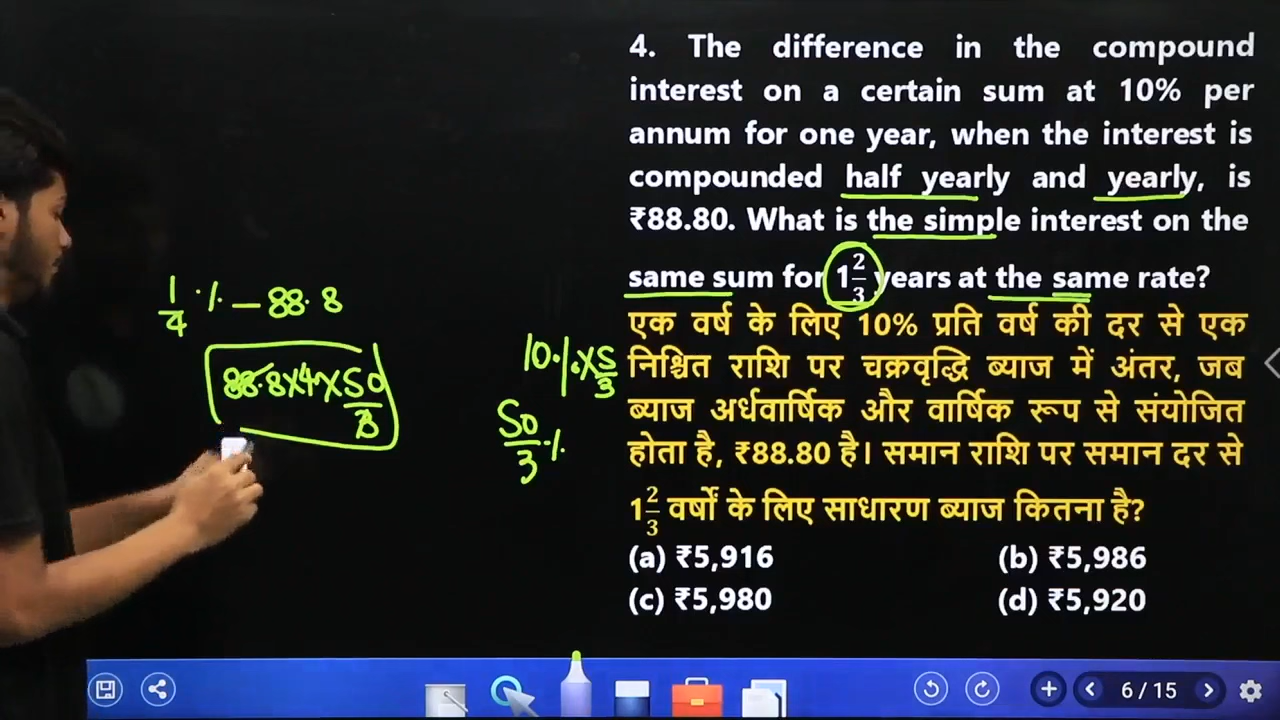 4. The difference in the compound
interest on a certain sum at 10% per
annum for one year, when the interest is
compounded half yearly and yearly, is
₹88.80. What is the simple interest on the
same sum for 1 2/3 years at the same rate?
एक वर्ष के लिए 10% प्रति वर्ष की दर से एक
निश्चित राशि पर चक्रवृद्धि ब्याज में अंतर, जब
ब्याज अर्धवार्षिक और वार्षिक रूप से संयोजित
होता है, ₹88.80 है। समान राशि पर समान दर से
1 2/3 वर्षों के लिए साधारण ब्याज कितना है?
(a) ₹5,916 (b) ₹5,986
(c) ₹5,980 (d) ₹5,920
1/4 % – 88.8
88.8×4×50/3
10%×5/3
50/3 %
6 / 15